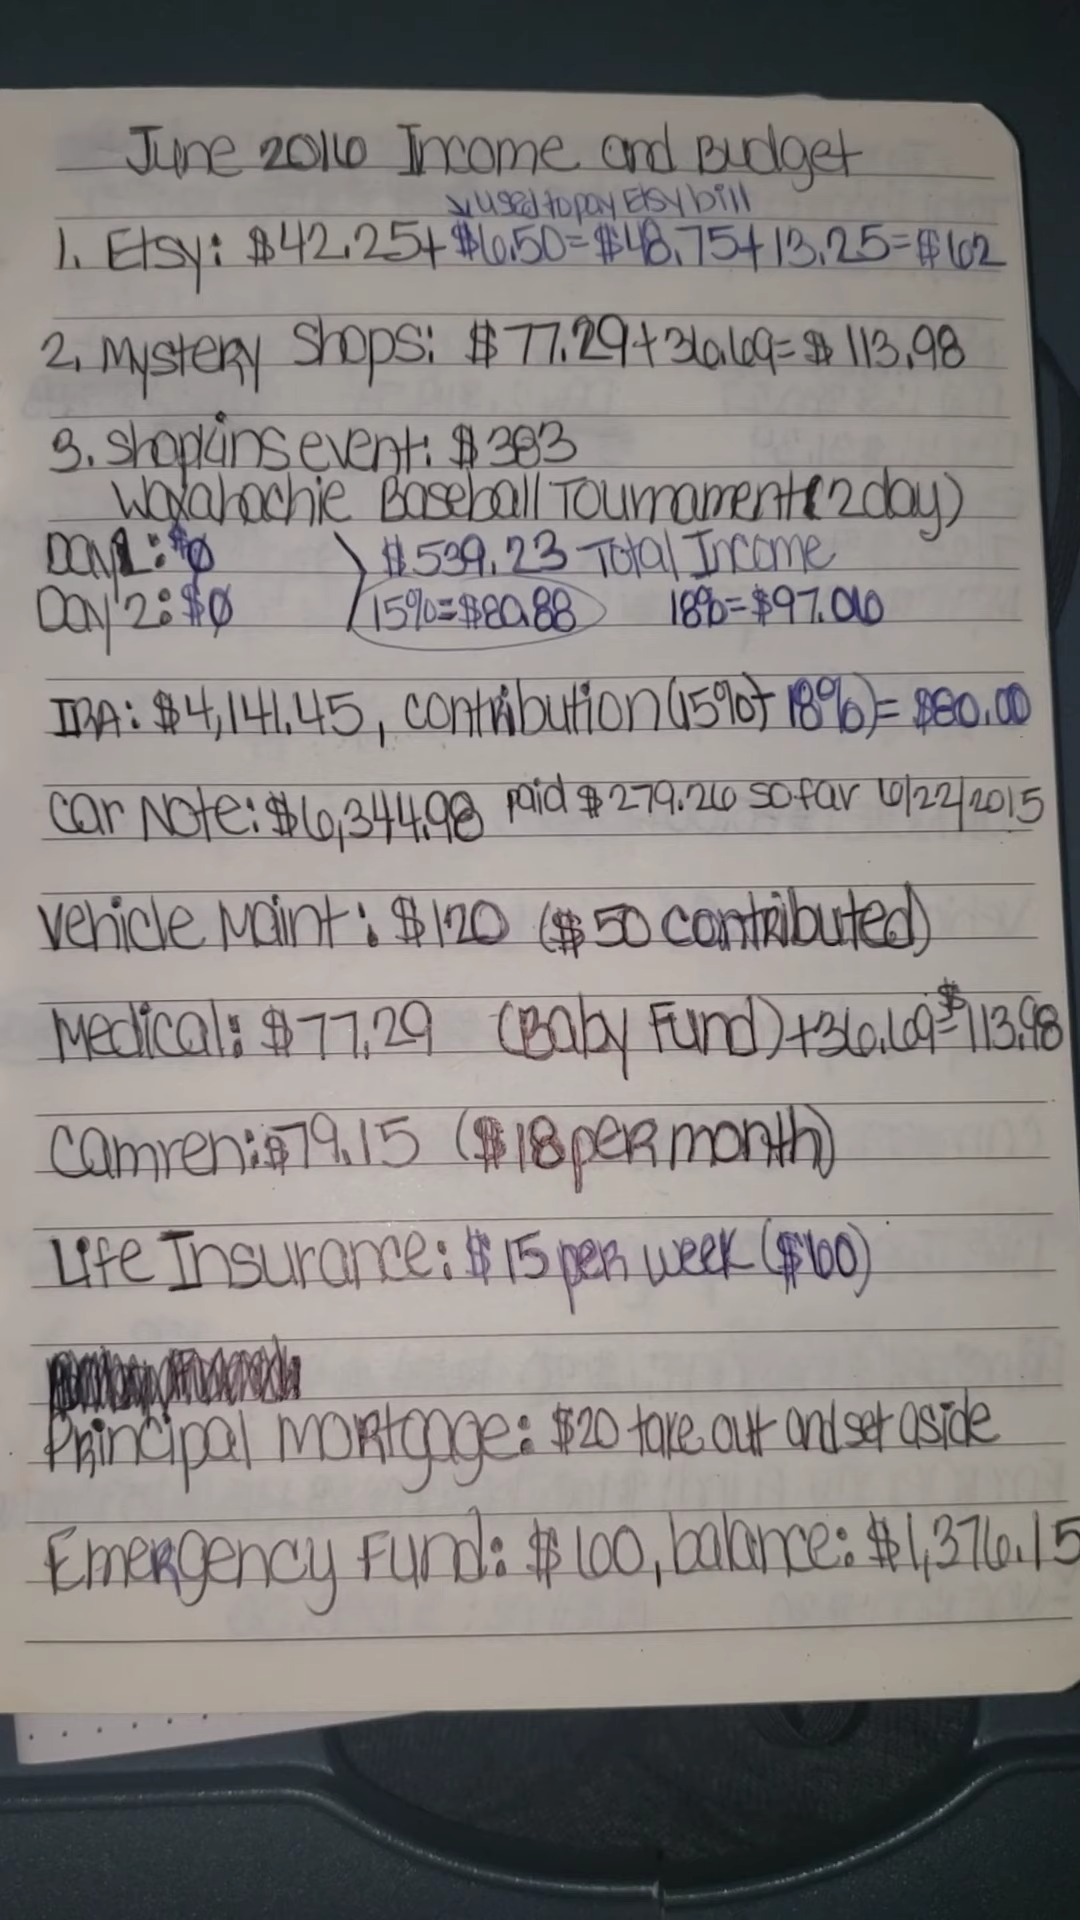 June 2016 Income and Budget
used to pay Etsy bill
1. Etsy: $42.25+$6.50=$48.75+13.25=$62
2. Mystery Shops: $77.29+36.69=$113.98
3. Shopkins event: $383
Waxahachie Baseball Tournament (2 day)
Day 1: $0
$539.23 Total Income
Day 2: $0
15%=$80.88 18%=$97.06
IRA: $4,141.45, contribution (15% + 18%) = $80.00
Car Note: $6,344.98 paid $279.26 so far 6/22/2015
Vehicle Maint: $120 ($50 contributed)
Medical: $77.29 (Baby Fund) +36.69=$113.98
Camren: $79.15 ($18 per month)
Life Insurance: $15 per week ($60)
Principal Mortgage: $20 take out and set aside
Emergency Fund: $100, balance: $1,376.15